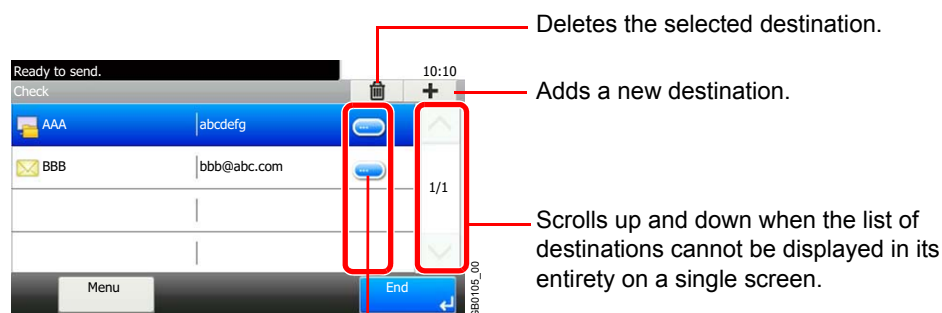 Deletes the selected destination.
Ready to send.
10:10
Check
Adds a new destination.
AAA
abcdefg
BBB
bbb@abc.com
1/1
Scrolls up and down when the list of
destinations cannot be displayed in its
entirety on a single screen.
Menu
End
GB0105_00